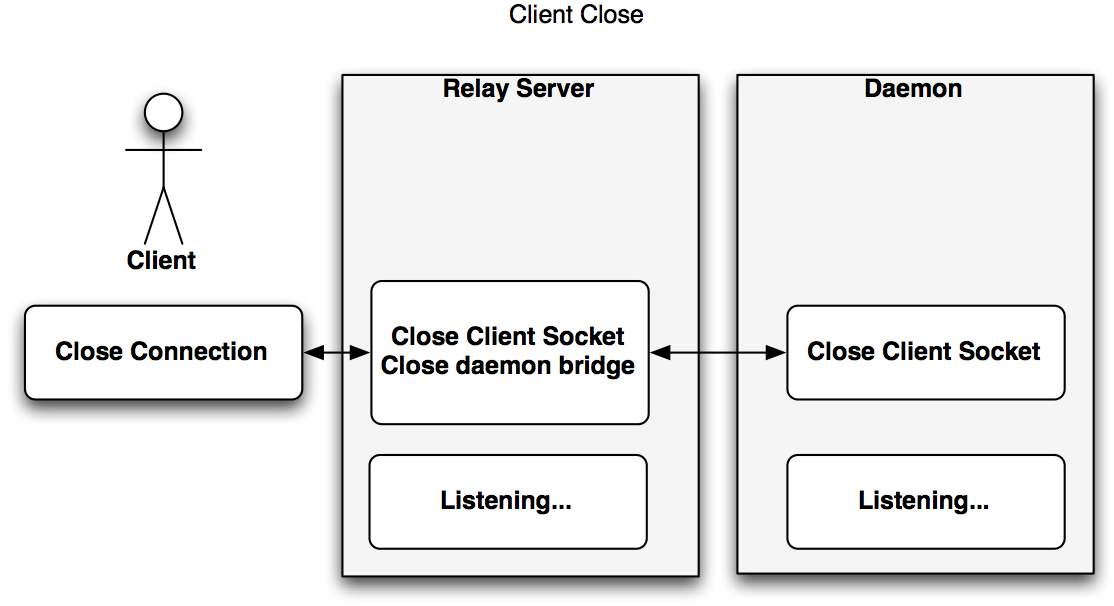 Client Close
Relay Server
Daemon
Client
Close Connection
Close Client Socket
Close daemon bridge
Close Client Socket
Listening...
Listening...